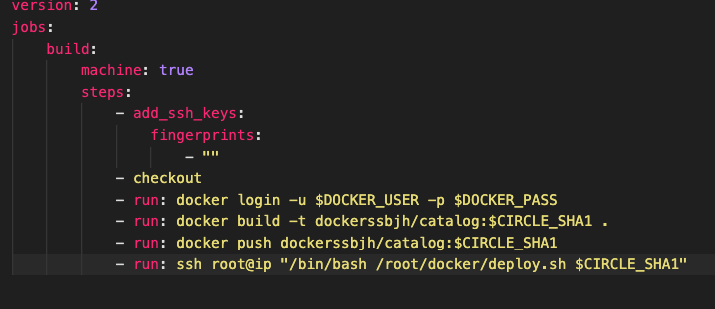 version: 2
jobs:
build:
machine: true
steps:
- add_ssh_keys:
fingerprints:
- ""
- checkout
- run: docker login -u $DOCKER_USER -p $DOCKER_PASS
- run: docker build -t dockerssbjh/catalog:$CIRCLE_SHA1 .
- run: docker push dockerssbjh/catalog:$CIRCLE_SHA1
- run: ssh root@ip "/bin/bash /root/docker/deploy.sh $CIRCLE_SHA1"